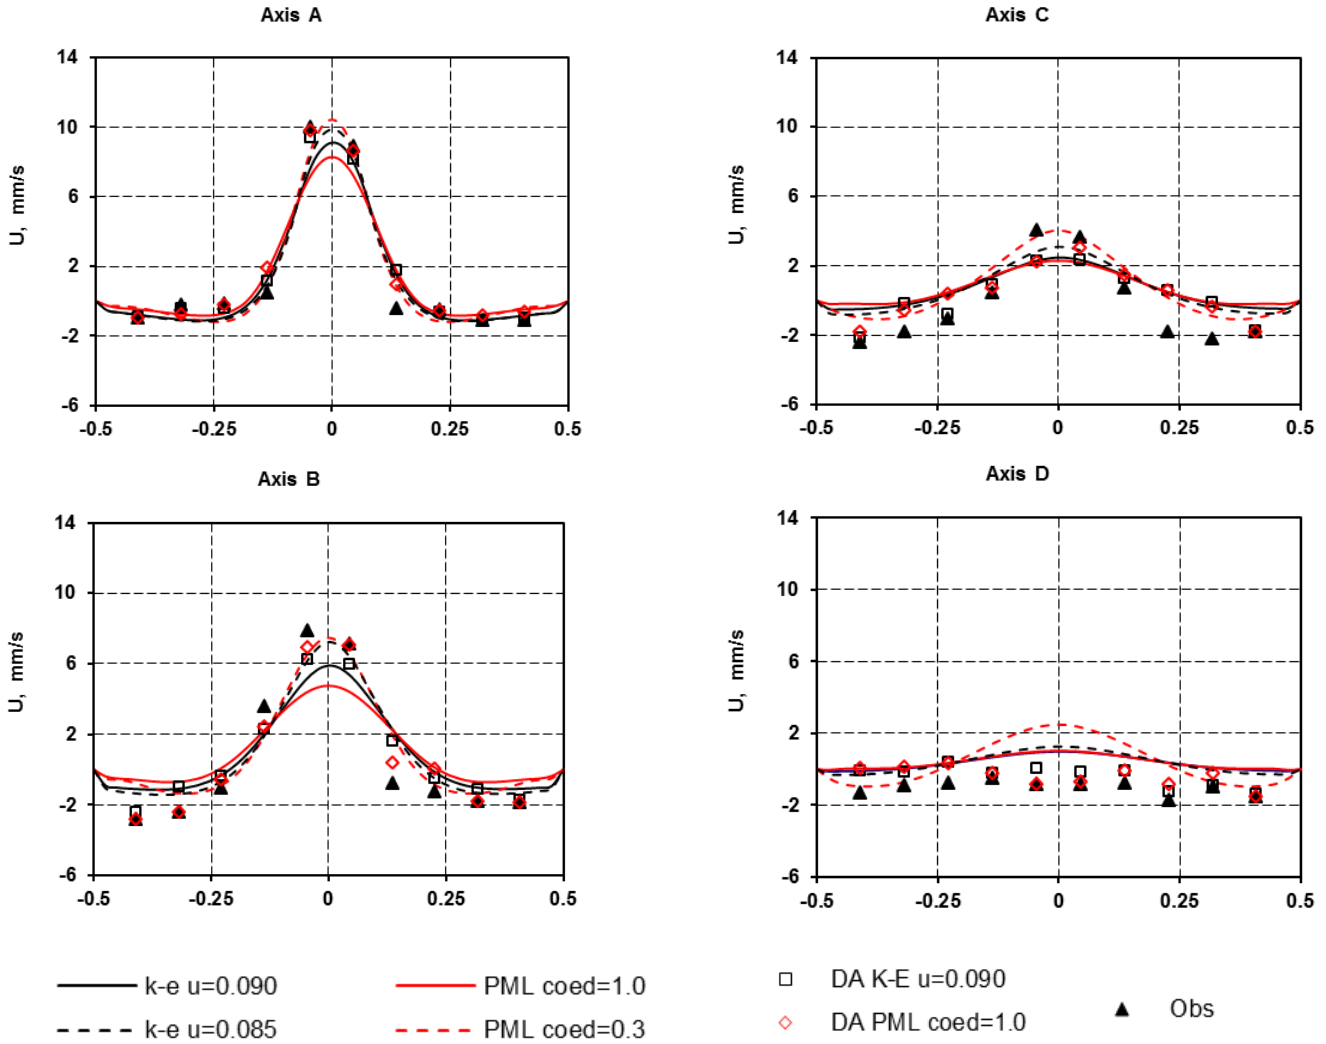 Axis A
14
10
6
2
-2
-6
U, mm/s
-0.5 -0.25 0 0.25 0.5
Axis C
14
10
6
2
-2
-6
U, mm/s
-0.5 -0.25 0 0.25 0.5
Axis B
14
10
6
2
-2
-6
U, mm/s
-0.5 -0.25 0 0.25 0.5
Axis D
14
10
6
2
-2
-6
U, mm/s
-0.5 -0.25 0 0.25 0.5
k-e u=0.090
PML coed=1.0
k-e u=0.085
PML coed=0.3
DA K-E u=0.090
DA PML coed=1.0
Obs